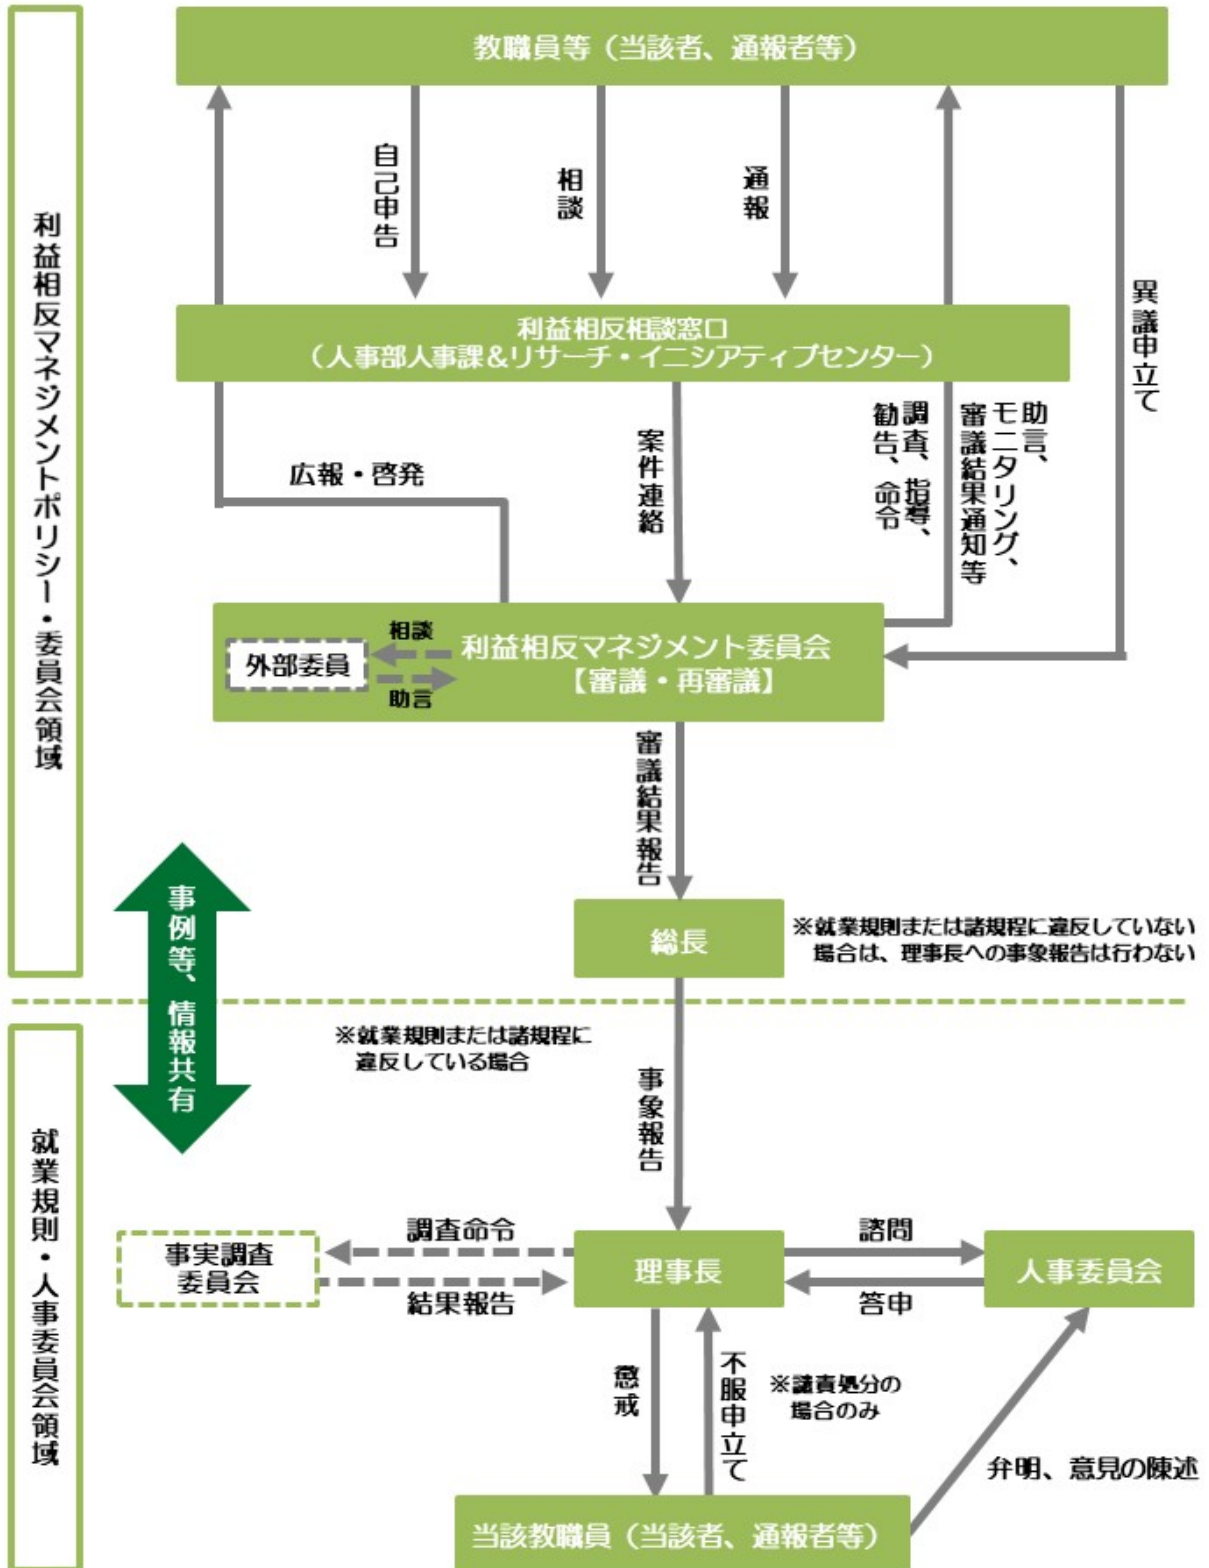 教職員等（当該者、通報者等）
自己申告
相談
通報
異議申立て
利益相反マネジメントポリシー・委員会領域
利益相反相談窓口
（人事部人事課＆リサーチ・イニシアティブセンター）
広報・啓発
案件連絡
調査、指導、
勧告、命令
助言、
モニタリング、
審議結果通知等
外部委員
相談
助言
利益相反マネジメント委員会
【審議・再審議】
審議結果報告
総長
※就業規則または諸規程に違反していない
場合は、理事長への事象報告は行わない
事例等、情報共有
※就業規則または諸規程に
違反している場合
事象報告
就業規則・人事委員会領域
事実調査
委員会
調査命令
結果報告
理事長
諮問
答申
人事委員会
懲戒
不服申立て
※譴責処分の
場合のみ
弁明、意見の陳述
当該教職員（当該者、通報者等）